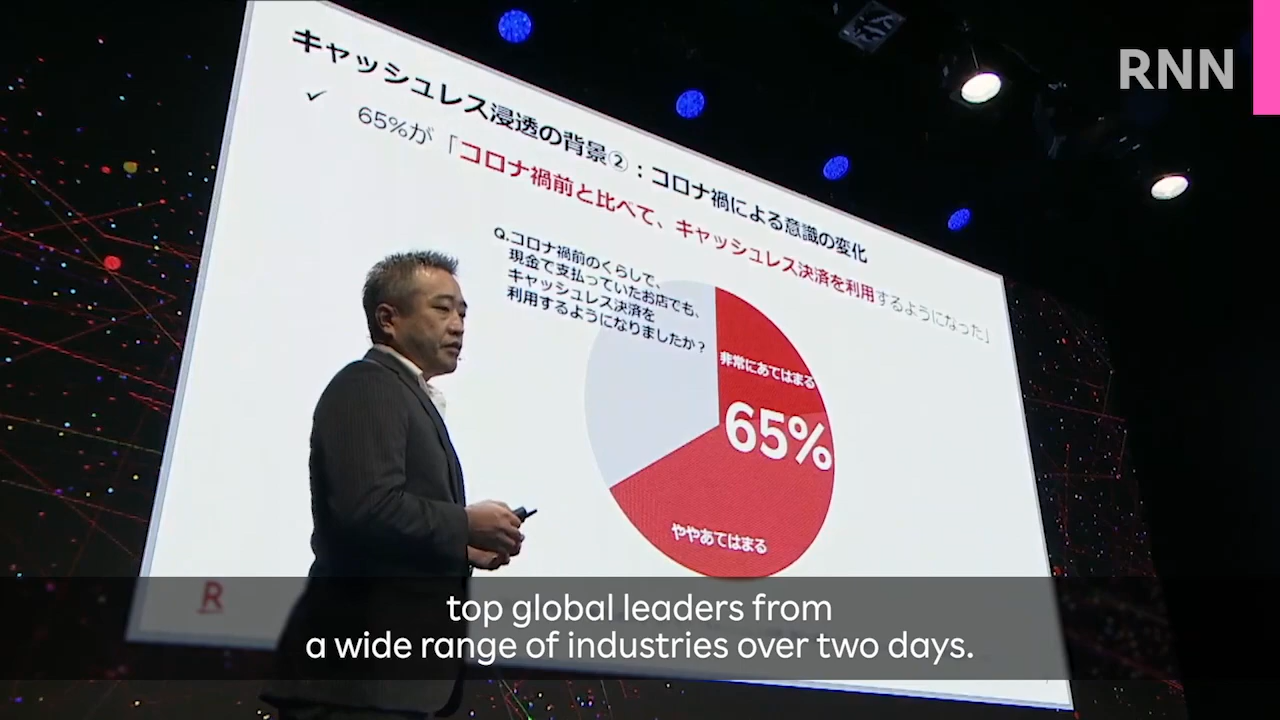 RNN
キャッシュレス浸透の背景②：コロナ禍による意識の変化
✓ 65%が「コロナ禍前と比べて、キャッシュレス決済を利用するようになった」
Q.コロナ禍前のくらしで、
現金で支払っていたお店でも、
キャッシュレス決済を
利用するようになりましたか？
非常にあてはまる
65%
ややあてはまる
R
top global leaders from
a wide range of industries over two days.